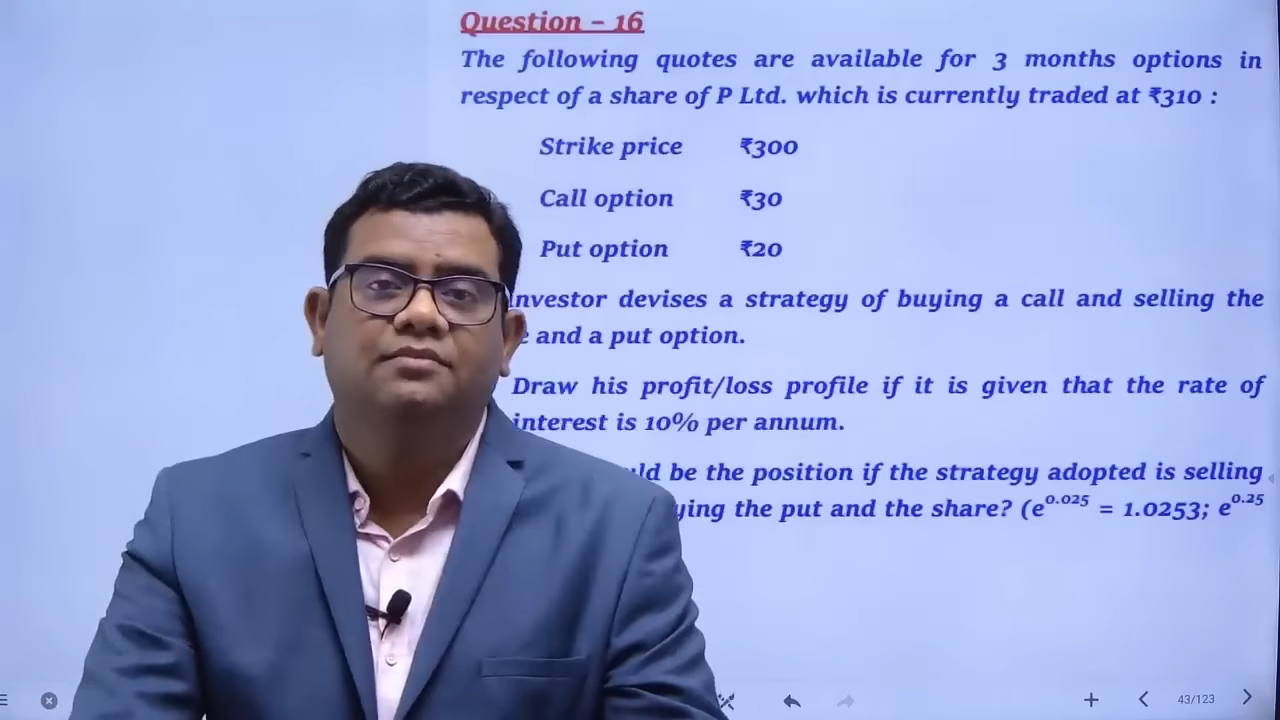 Question – 16
The following quotes are available for 3 months options in
respect of a share of P Ltd. which is currently traded at ₹310 :
Strike price ₹300
Call option ₹30
Put option ₹20
investor devises a strategy of buying a call and selling the
and a put option.
Draw his profit/loss profile if it is given that the rate of
interest is 10% per annum.
be the position if the strategy adopted is selling
the put and the share? (e^0.025 = 1.0253; e^0.25
43/123